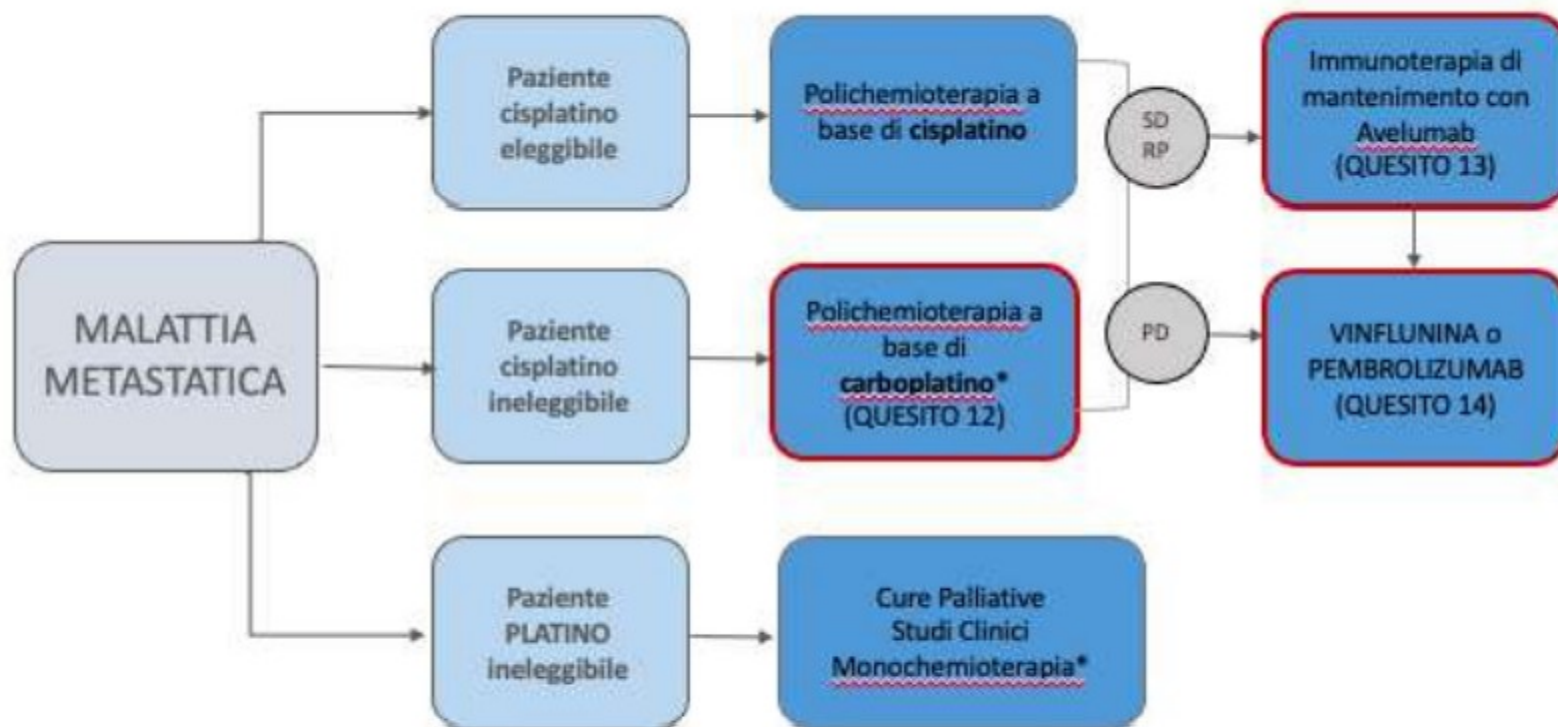 Paziente
cisplatino
eleggibile
Polichemioterapia a
base di cisplatino
SD
RP
Immunoterapia di
mantenimento con
Avelumab
(QUESITO 13)
MALATTIA
METASTATICA
Paziente
cisplatino
ineleggibile
Polichemioterapia a
base di
carboplatino*
(QUESITO 12)
PD
VINFLUNINA o
PEMBROLIZUMAB
(QUESITO 14)
Paziente
PLATINO
ineleggibile
Cure Palliative
Studi Clinici
Monochemioterapia*